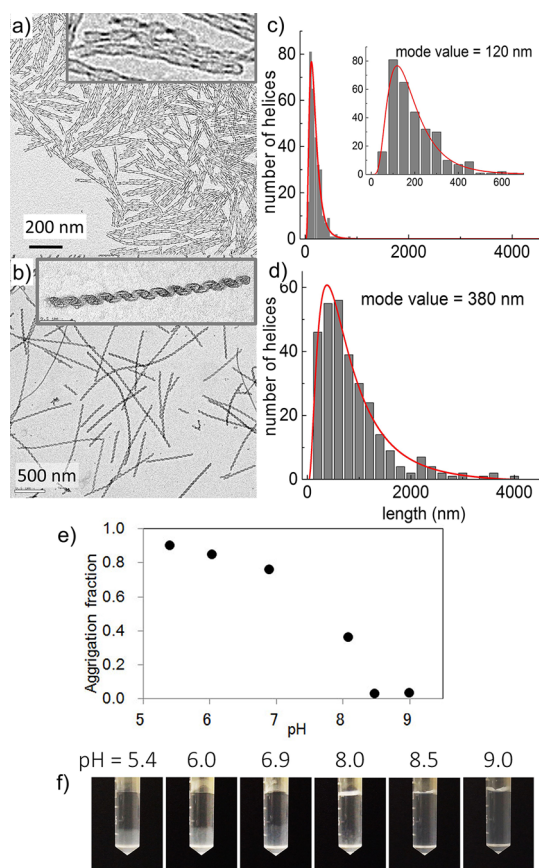 a)
200 nm
b)
500 nm
c)
mode value = 120 nm
number of helices
80
60
40
20
0
0 200 400 600
80
60
40
20
0
0 2000 4000
d)
mode value = 380 nm
number of helices
60
40
20
0
0 2000 4000
length (nm)
e)
Aggrigation fraction
1.0
0.8
0.6
0.4
0.2
0.0
5 6 7 8 9
pH
pH = 5.4 6.0 6.9 8.0 8.5 9.0
f)